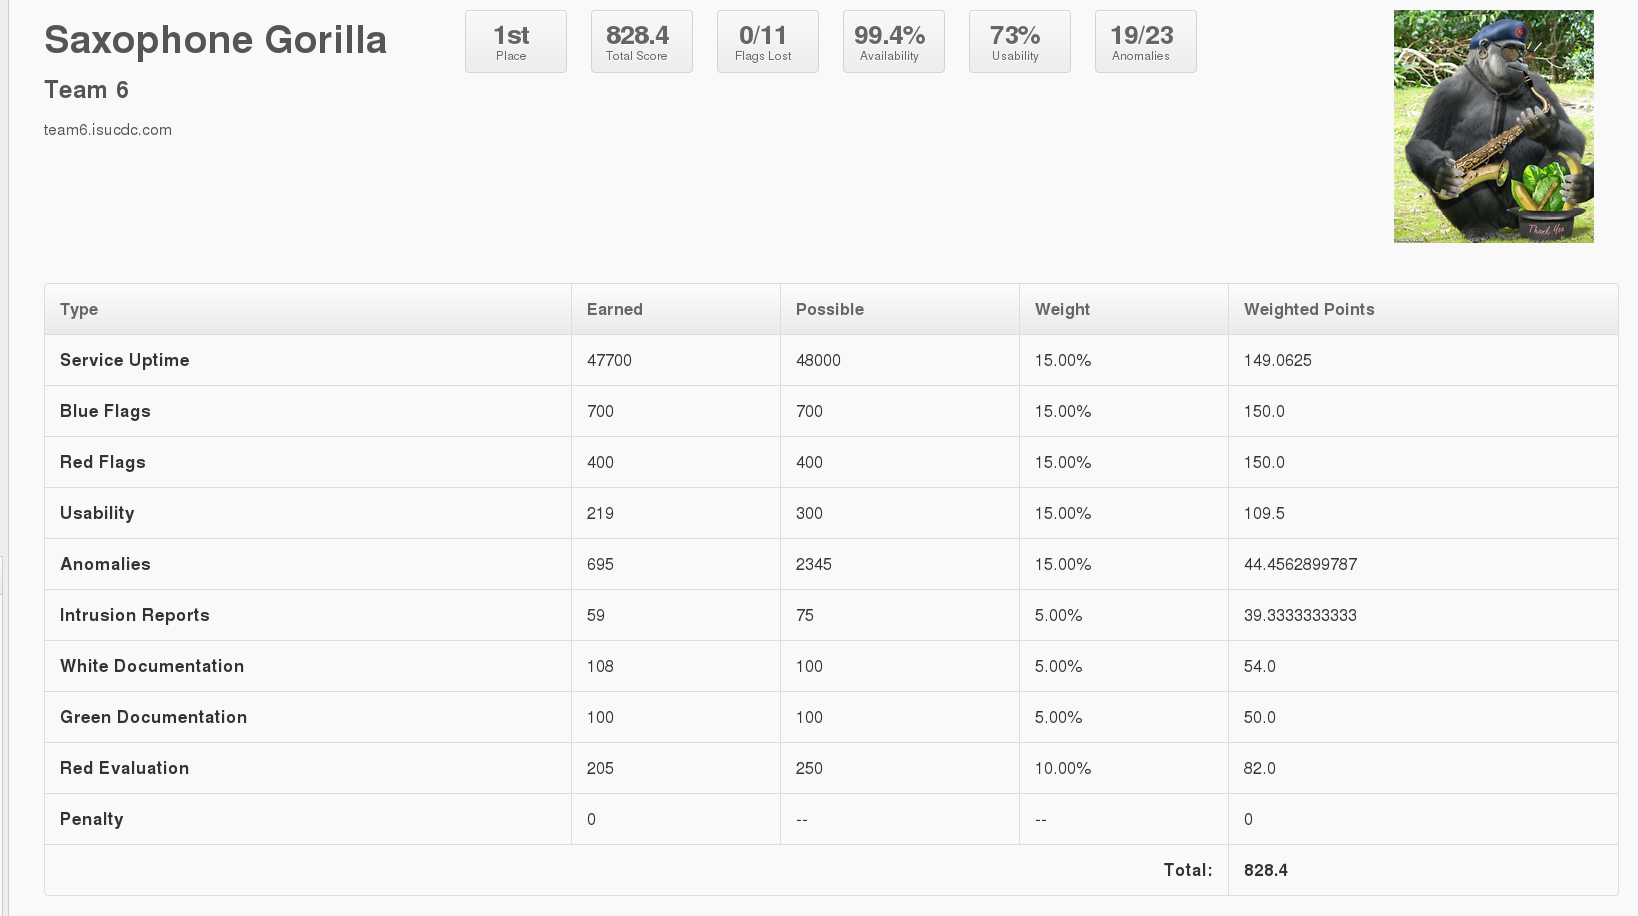 Saxophone Gorilla
Team 6
team6.isucdc.com
1st
Place
828.4
Total Score
0/11
Flags Lost
99.4%
Availability
73%
Usability
19/23
Anomalies
Thank You
Type Earned Possible Weight Weighted Points
Service Uptime 47700 48000 15.00% 149.0625
Blue Flags 700 700 15.00% 150.0
Red Flags 400 400 15.00% 150.0
Usability 219 300 15.00% 109.5
Anomalies 695 2345 15.00% 44.4562899787
Intrusion Reports 59 75 5.00% 39.3333333333
White Documentation 108 100 5.00% 54.0
Green Documentation 100 100 5.00% 50.0
Red Evaluation 205 250 10.00% 82.0
Penalty 0 -- -- 0
Total: 828.4